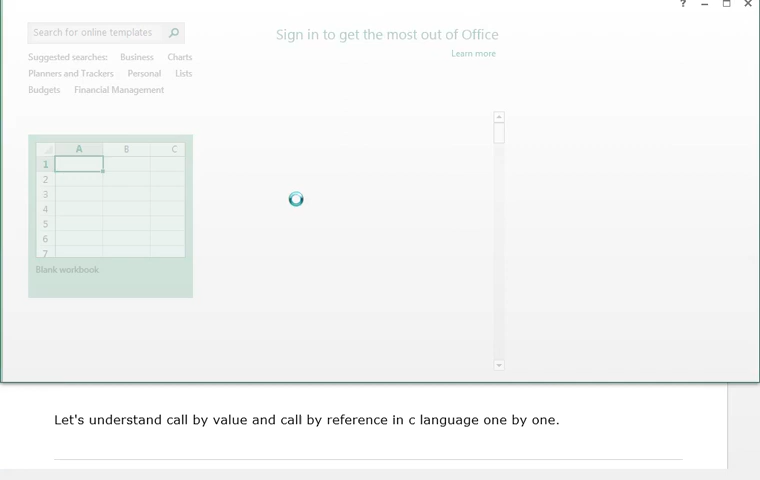 ?
Search for online templates
Sign in to get the most out of Office
Learn more
Suggested searches: Business Charts
Planners and Trackers Personal Lists
Budgets Financial Management
A B C
1
2
3
4
5
6
7
Blank workbook
Let's understand call by value and call by reference in c language one by one.